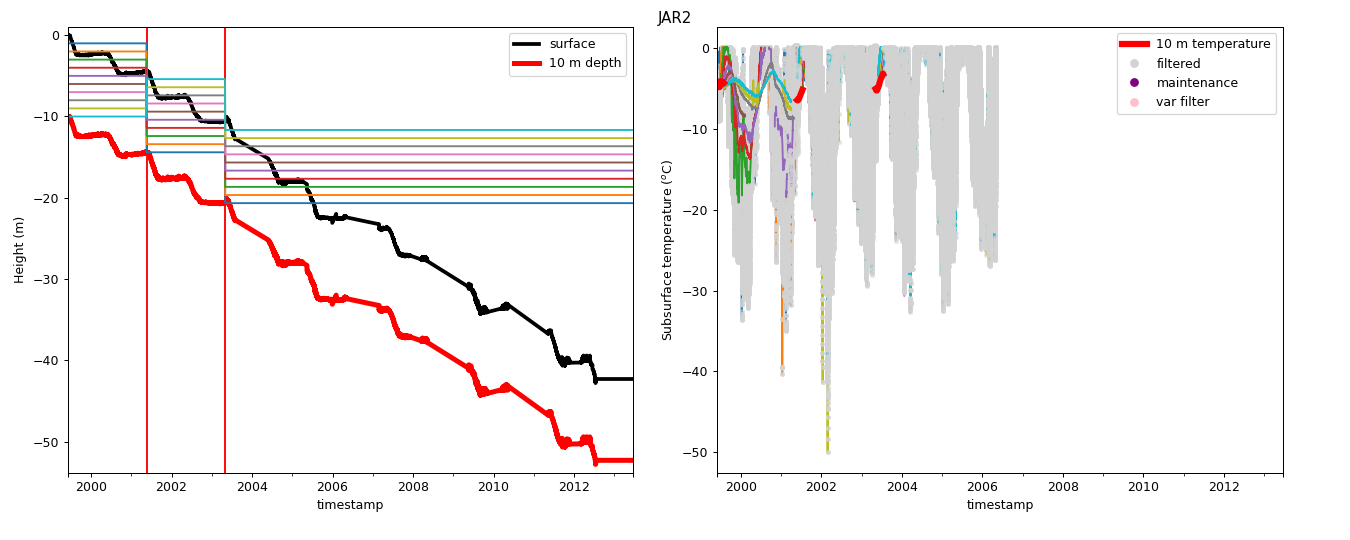 JAR2
surface
10 m depth
0
−10
−20
−30
−40
−50
Height (m)
2000
2002
2004
2006
2008
2010
2012
timestamp
10 m temperature
filtered
maintenance
var filter
0
−10
−20
−30
−40
−50
Subsurface temperature (°C)
2000
2002
2004
2006
2008
2010
2012
timestamp